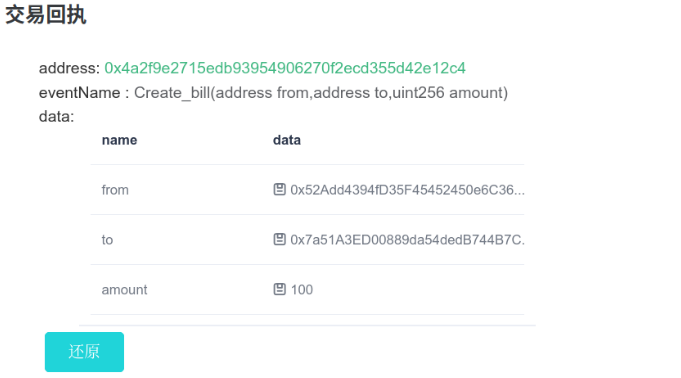 交易回执
address: 0x4a2f9e2715edb93954906270f2ecd355d42e12c4
eventName : Create_bill(address from,address to,uint256 amount)
data:
name data
from 0x52Add4394fD35F45452450e6C36...
to 0x7a51A3ED00889da54dedB744B7C.
amount 100
还原